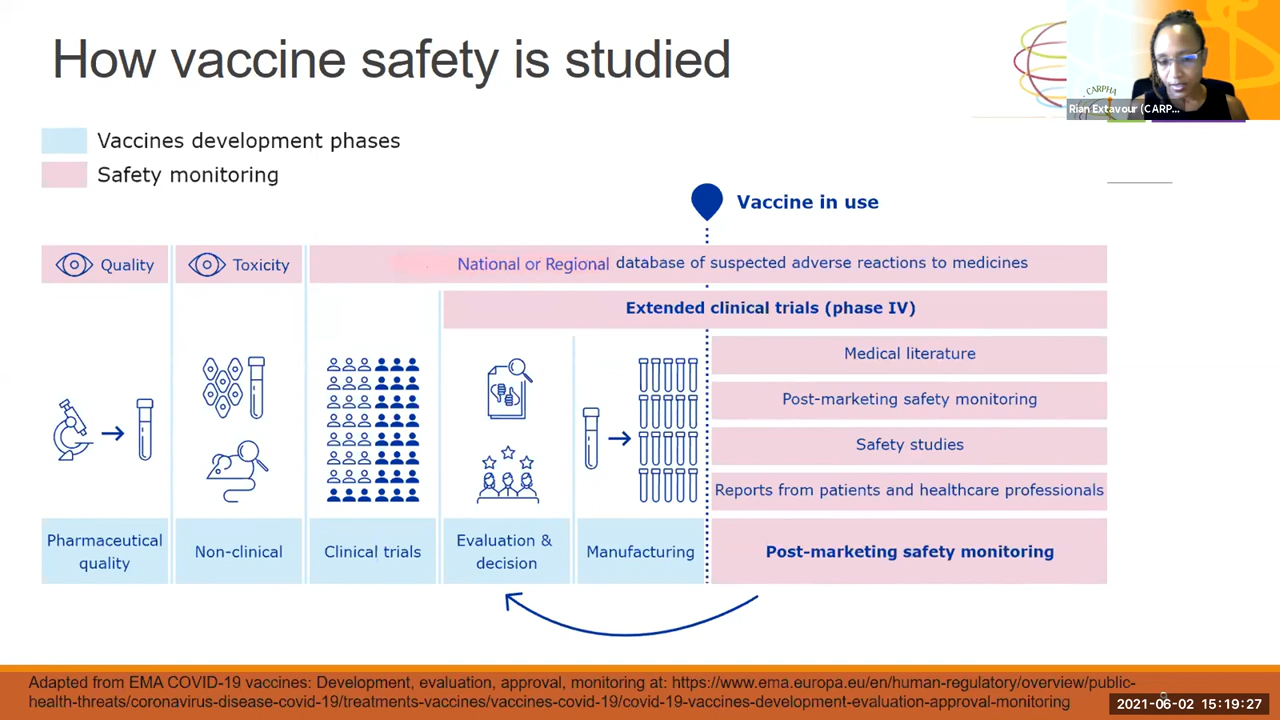 How vaccine safety is studied
CARPHA
Rian Extavour (CARP...
Vaccines development phases
Safety monitoring
Vaccine in use
Quality
Toxicity
National or Regional database of suspected adverse reactions to medicines
Extended clinical trials (phase IV)
Medical literature
Post-marketing safety monitoring
Safety studies
Reports from patients and healthcare professionals
Pharmaceutical
quality
Non-clinical
Clinical trials
Evaluation &
decision
Manufacturing
Post-marketing safety monitoring
Adapted from EMA COVID-19 vaccines: Development, evaluation, approval, monitoring at: https://www.ema.europa.eu/en/human-regulatory/overview/public-
health-threats/coronavirus-disease-covid-19/treatments-vaccines/vaccines-covid-19/covid-19-vaccines-development-evaluation-approval-monitoring
2021-06-02 15:19:27